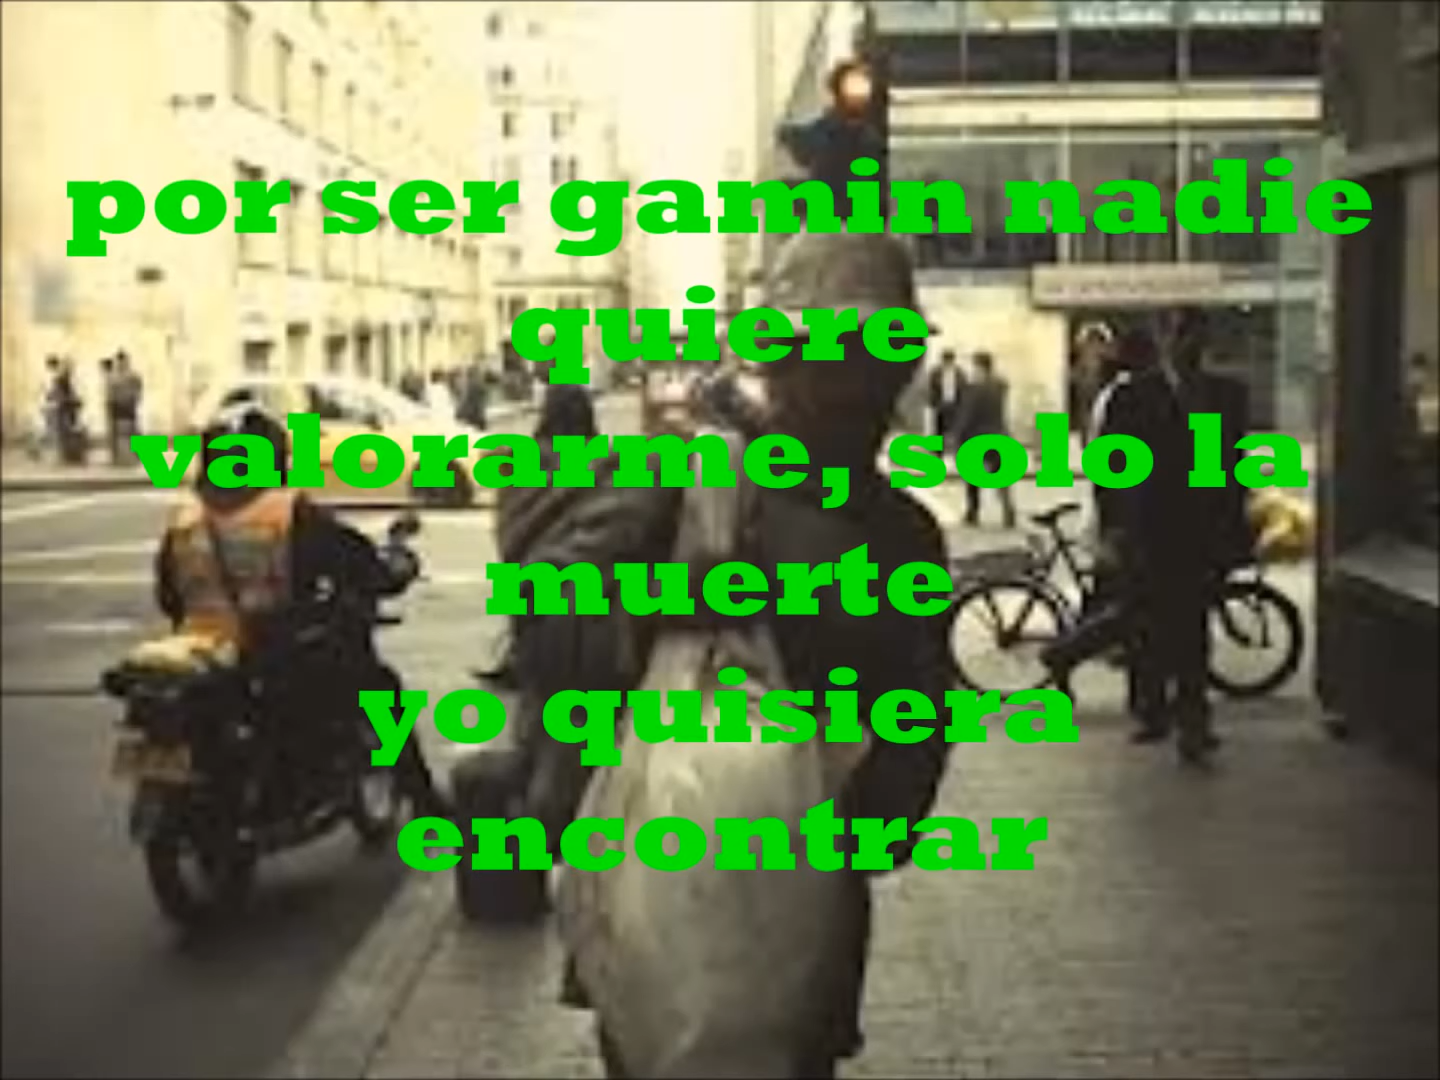 por ser gamin nadie
quiere
valorarme, solo la
muerte
yo quisiera
encontrar